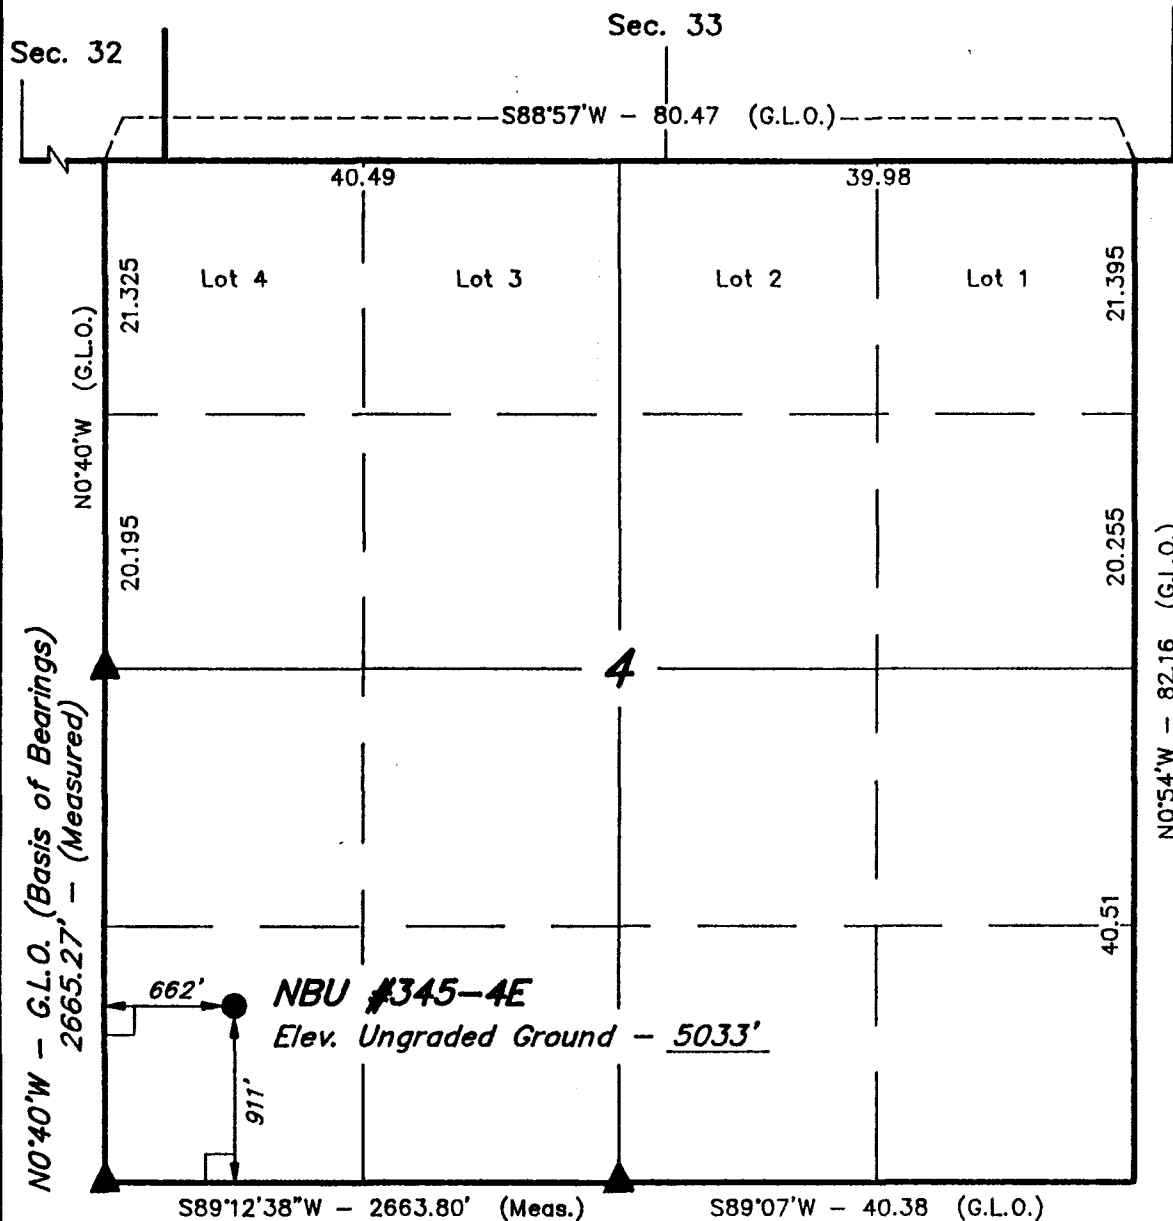 Sec. 33
Sec. 32
S88°57'W - 80.47 (G.L.O.)
40.49
39.98
Lot 4
Lot 3
Lot 2
Lot 1
21.325
21.395
N0°40'W (G.L.O.)
20.195
20.255
N0°54'W - 82.16 (G.L.O.)
4
N0°40'W - G.L.O. (Basis of Bearings)
2665.27' - (Measured)
40.51
662'
NBU #345-4E
Elev. Ungraded Ground - 5033'
911'
S89°12'38"W - 2663.80' (Meas.)
S89°07'W - 40.38 (G.L.O.)